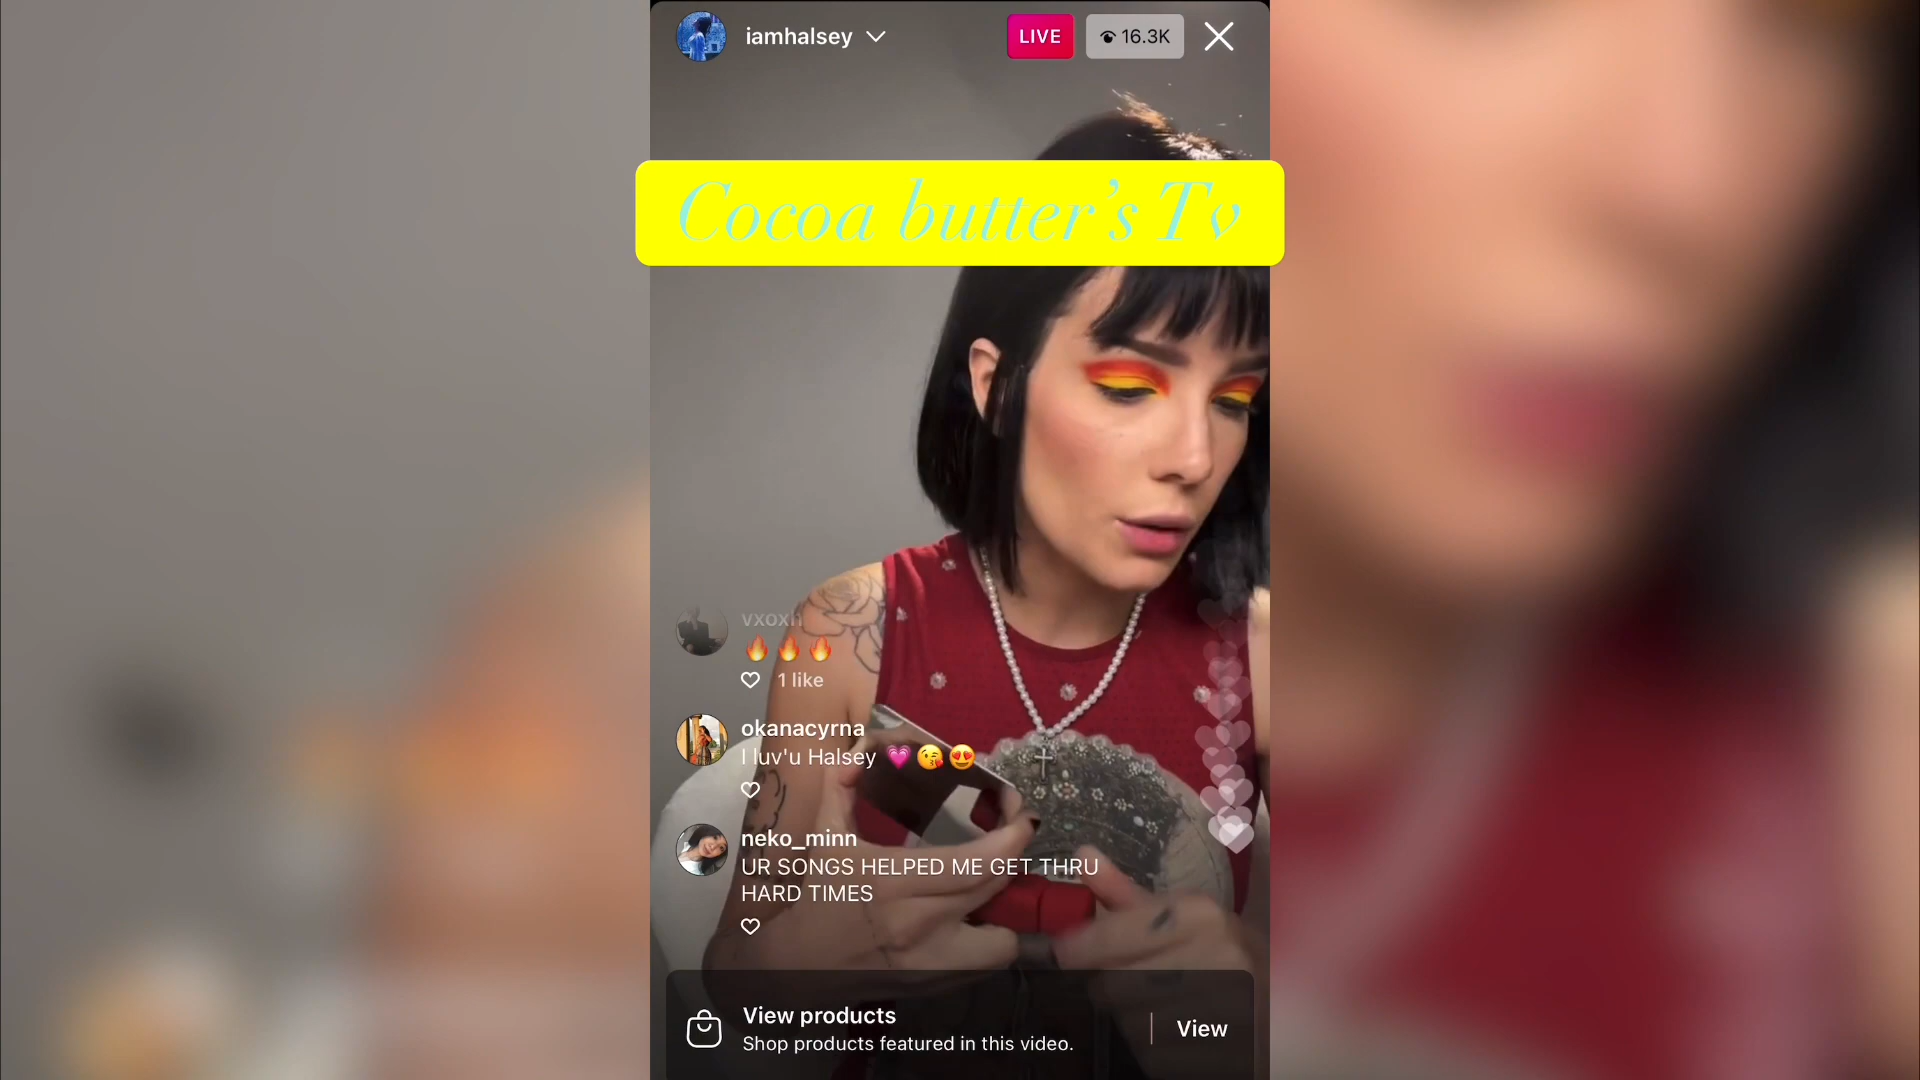 iamhalsey
LIVE
16.3K
Cocoa butter’s Tv
vxoxh
🔥 🔥 🔥
1 like
okanacyrna
I luv'u Halsey 💗😘😍
neko_minn
UR SONGS HELPED ME GET THRU
HARD TIMES
View products
Shop products featured in this video.
View